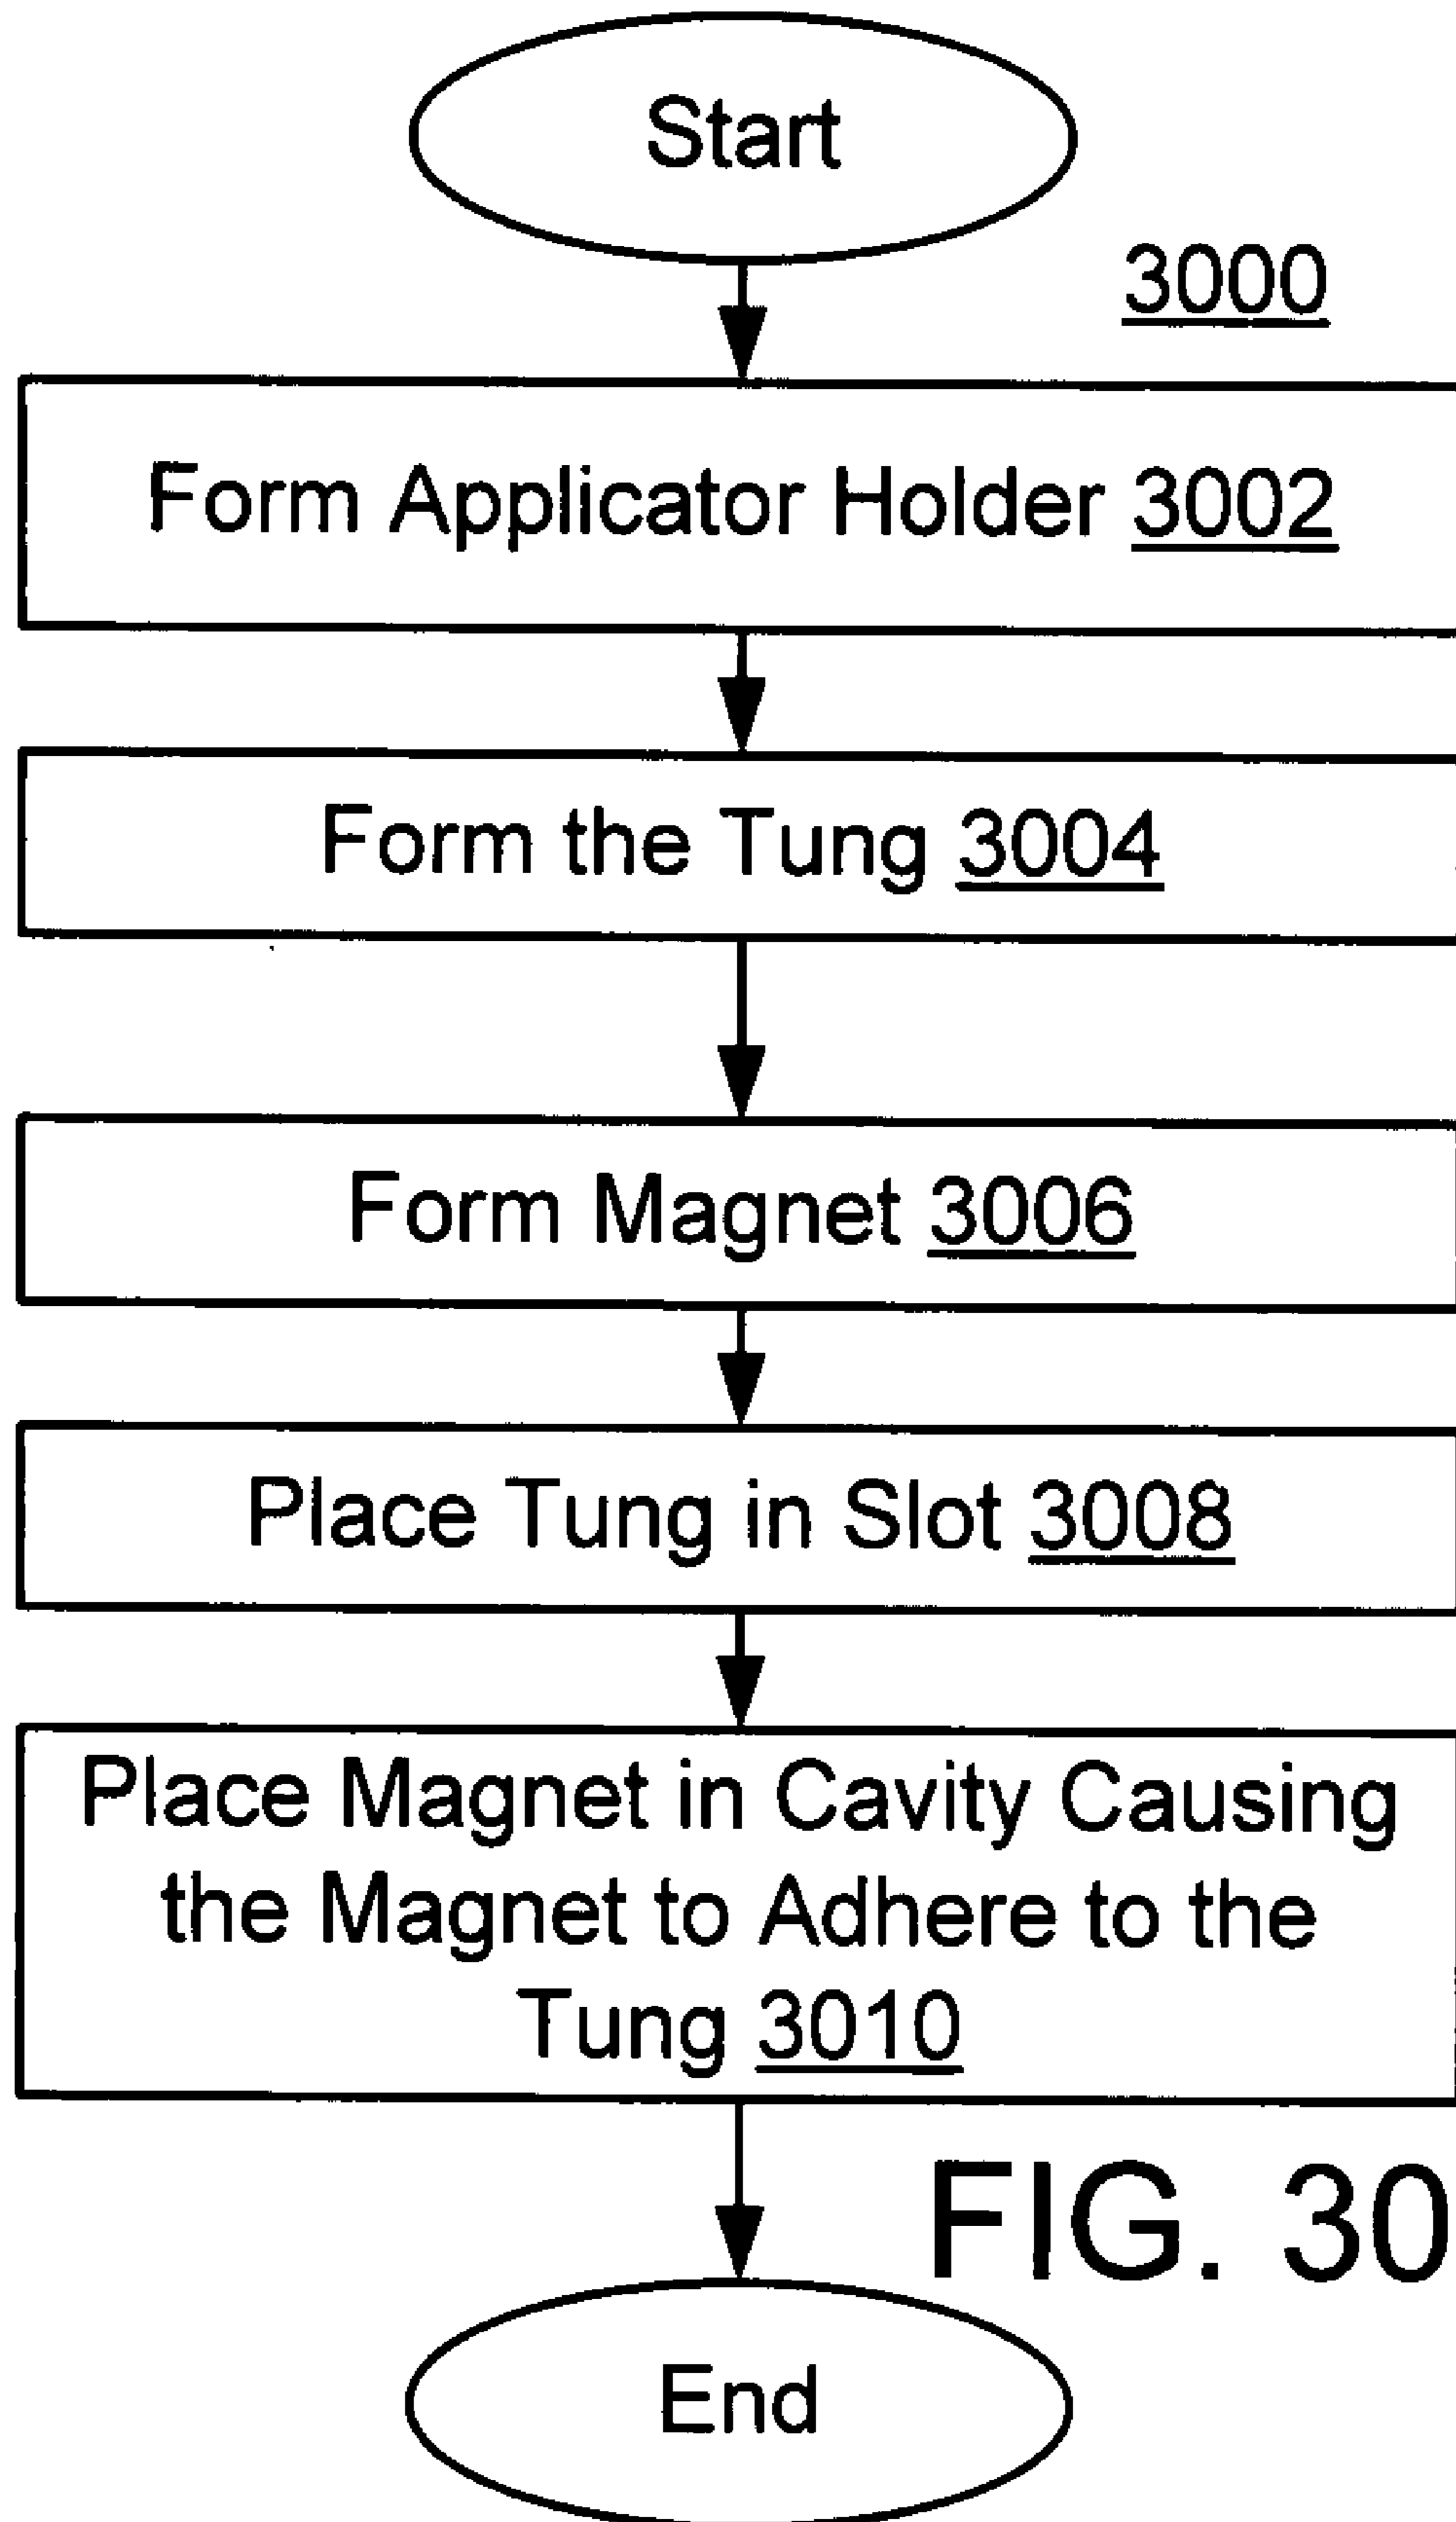 Start
3000
Form Applicator Holder 3002
Form the Tung 3004
Form Magnet 3006
Place Tung in Slot 3008
Place Magnet in Cavity Causing
the Magnet to Adhere to the
Tung 3010
FIG. 30
End